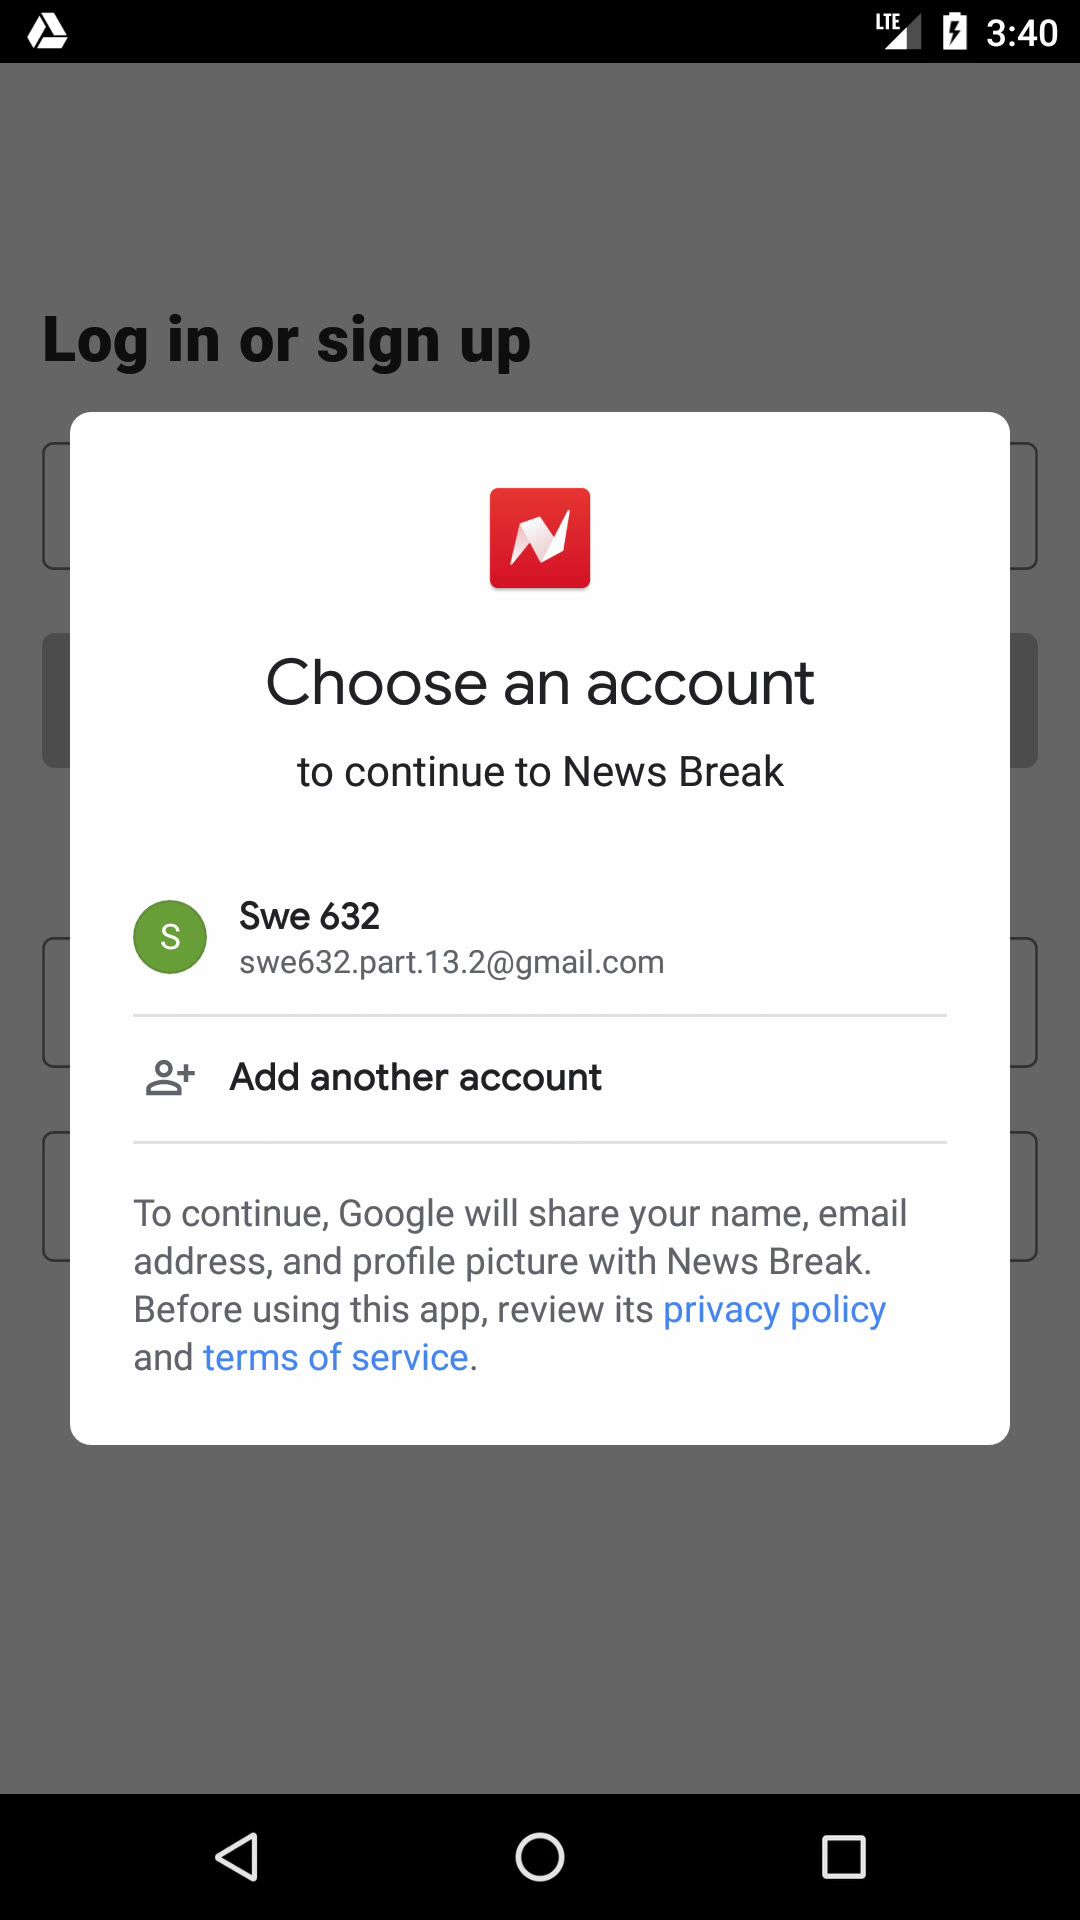 LTE 3:40
Log in or sign up
Choose an account
to continue to News Break
S
Swe 632
swe632.part.13.2@gmail.com
Add another account
To continue, Google will share your name, email
address, and profile picture with News Break.
Before using this app, review its privacy policy
and terms of service.